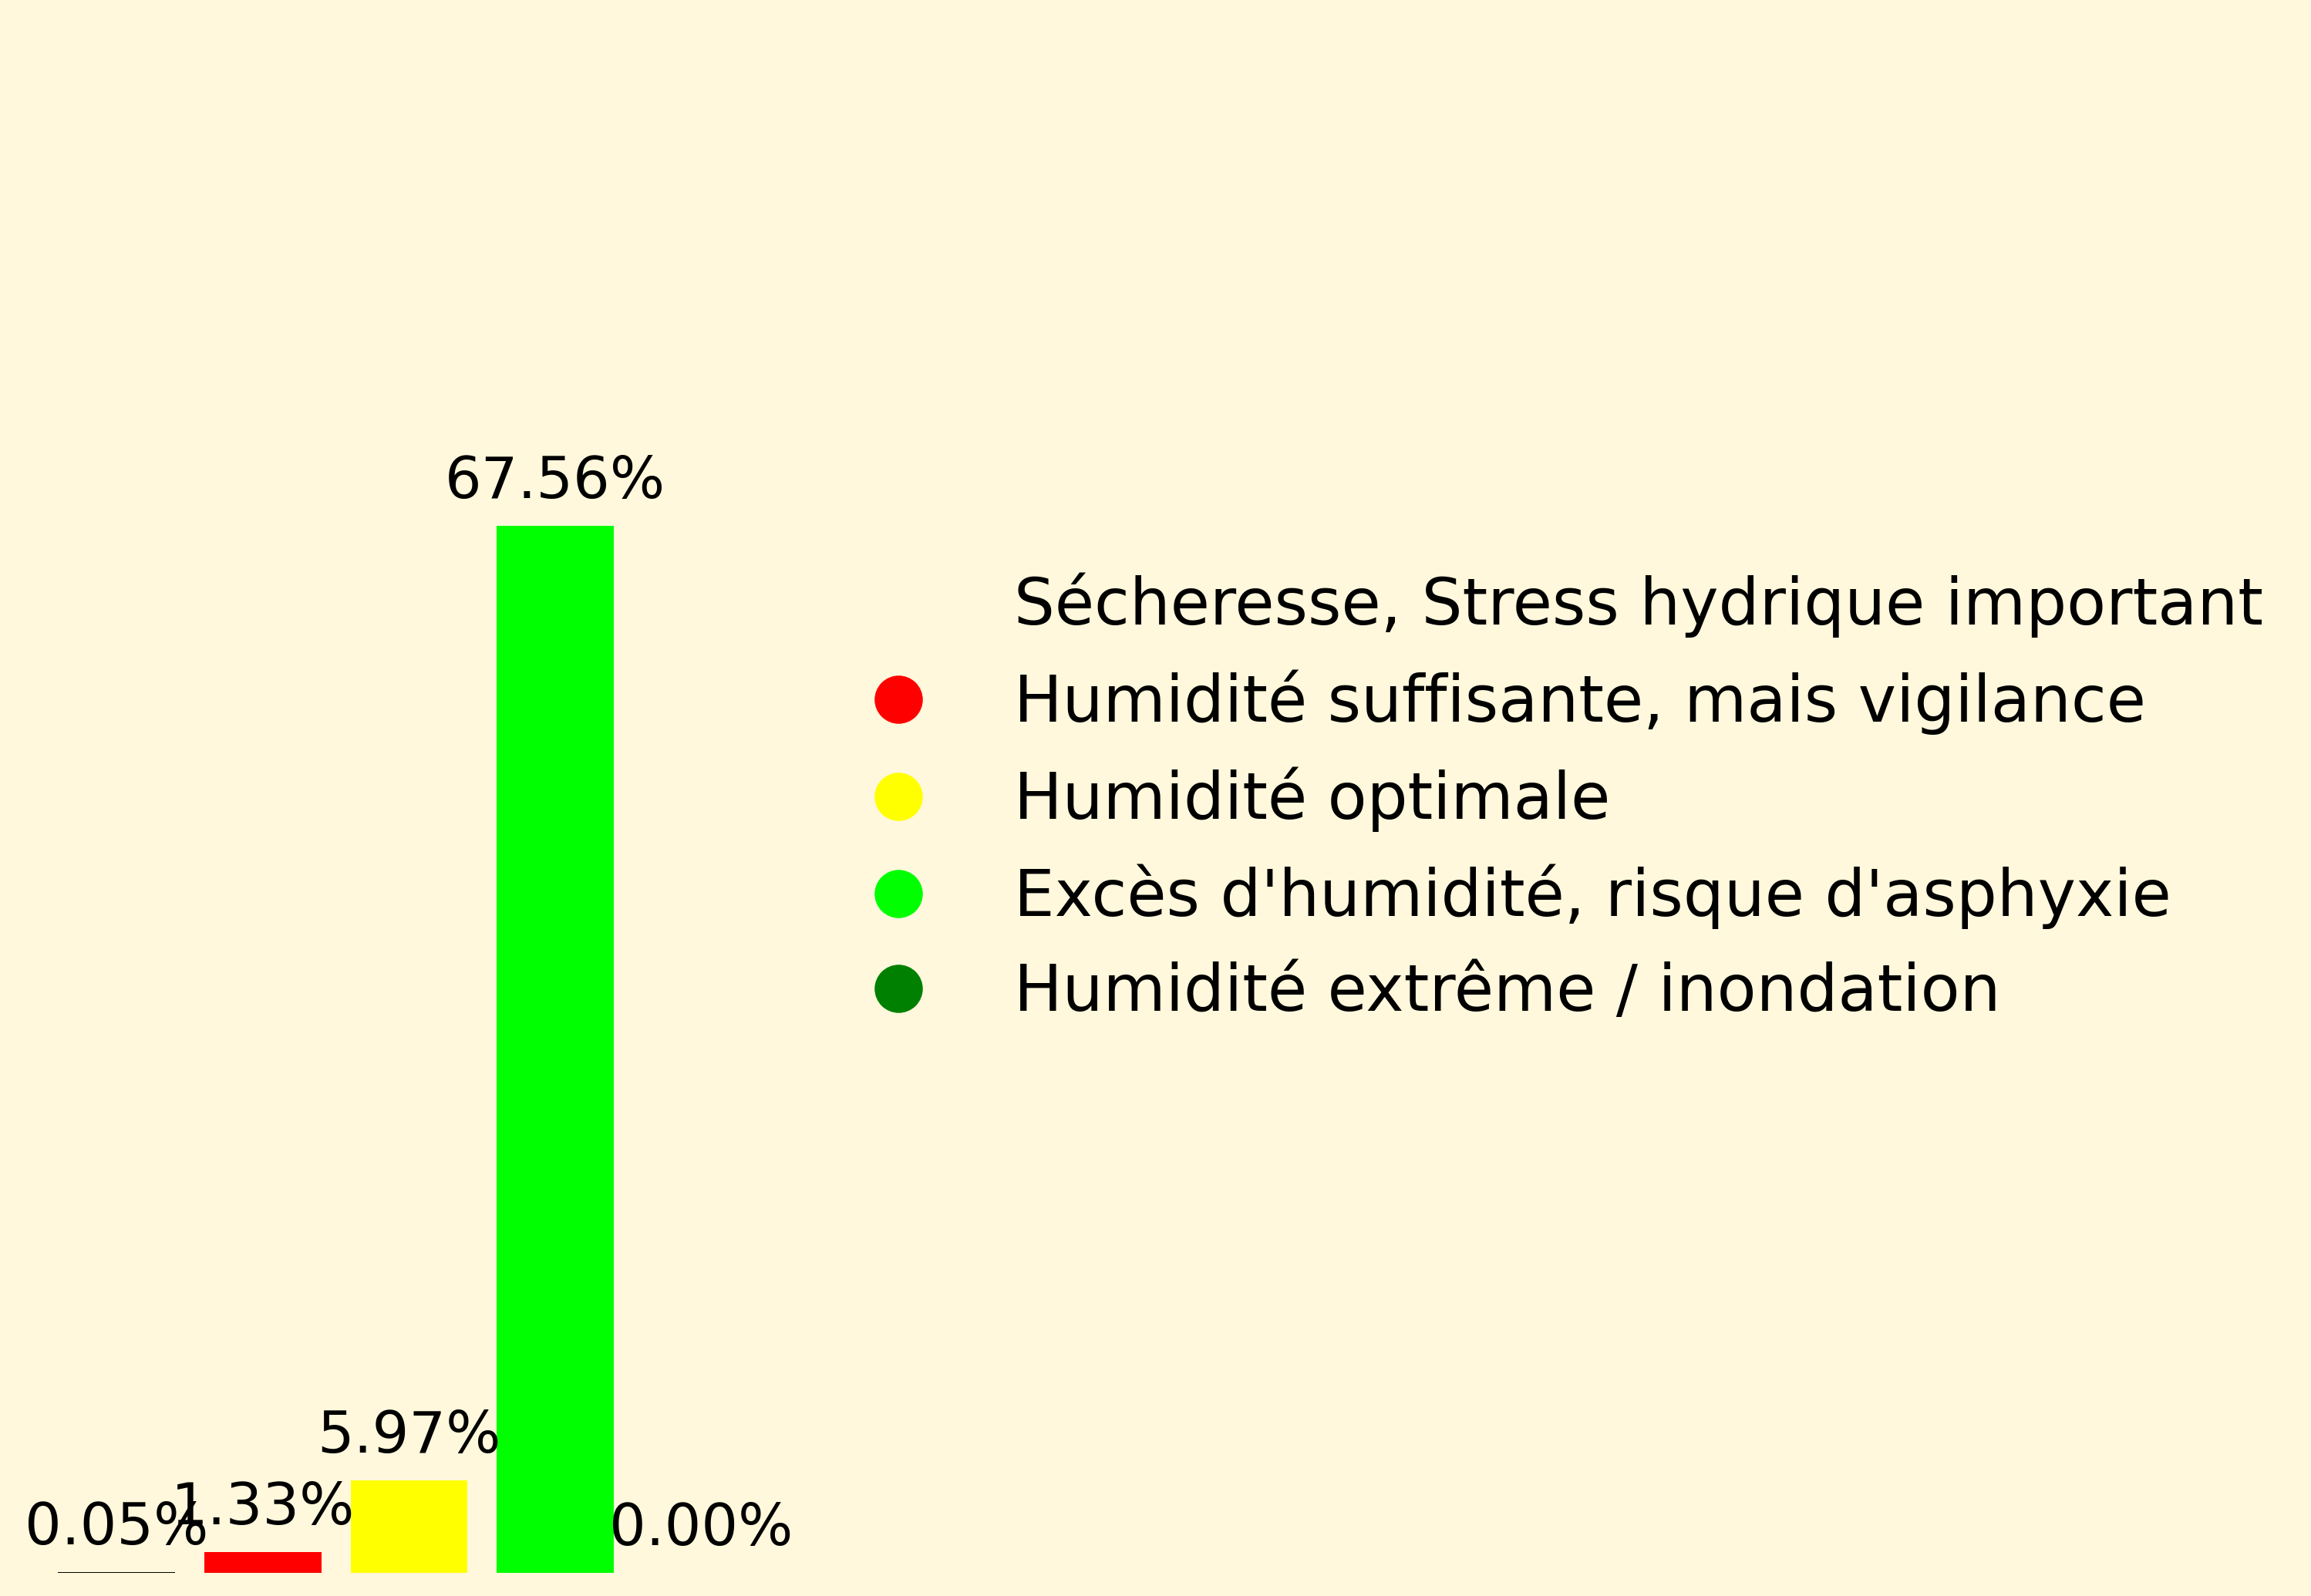 67.56%
5.97%
1.33%
0.05%
0.00%
Sécheresse, Stress hydrique important
Humidité suffisante, mais vigilance
Humidité optimale
Excès d'humidité, risque d'asphyxie
Humidité extrême / inondation